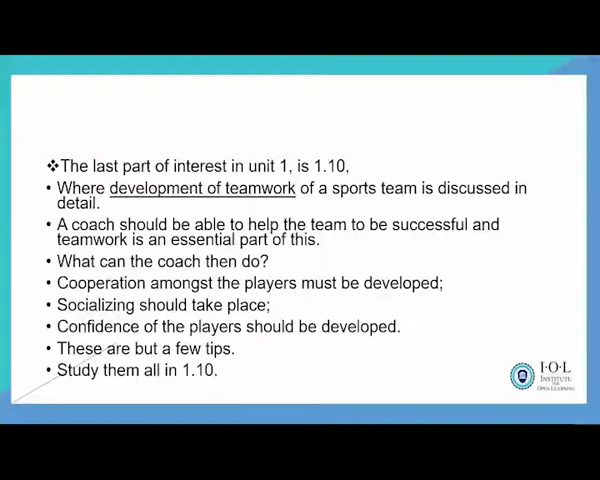 ❖The last part of interest in unit 1, is 1.10,
• Where development of teamwork of a sports team is discussed in
detail.
• A coach should be able to help the team to be successful and
teamwork is an essential part of this.
• What can the coach then do?
• Cooperation amongst the players must be developed;
• Socializing should take place;
• Confidence of the players should be developed.
• These are but a few tips.
• Study them all in 1.10.
I·O·L
INSTITUTE
FOR
OPEN LEARNING